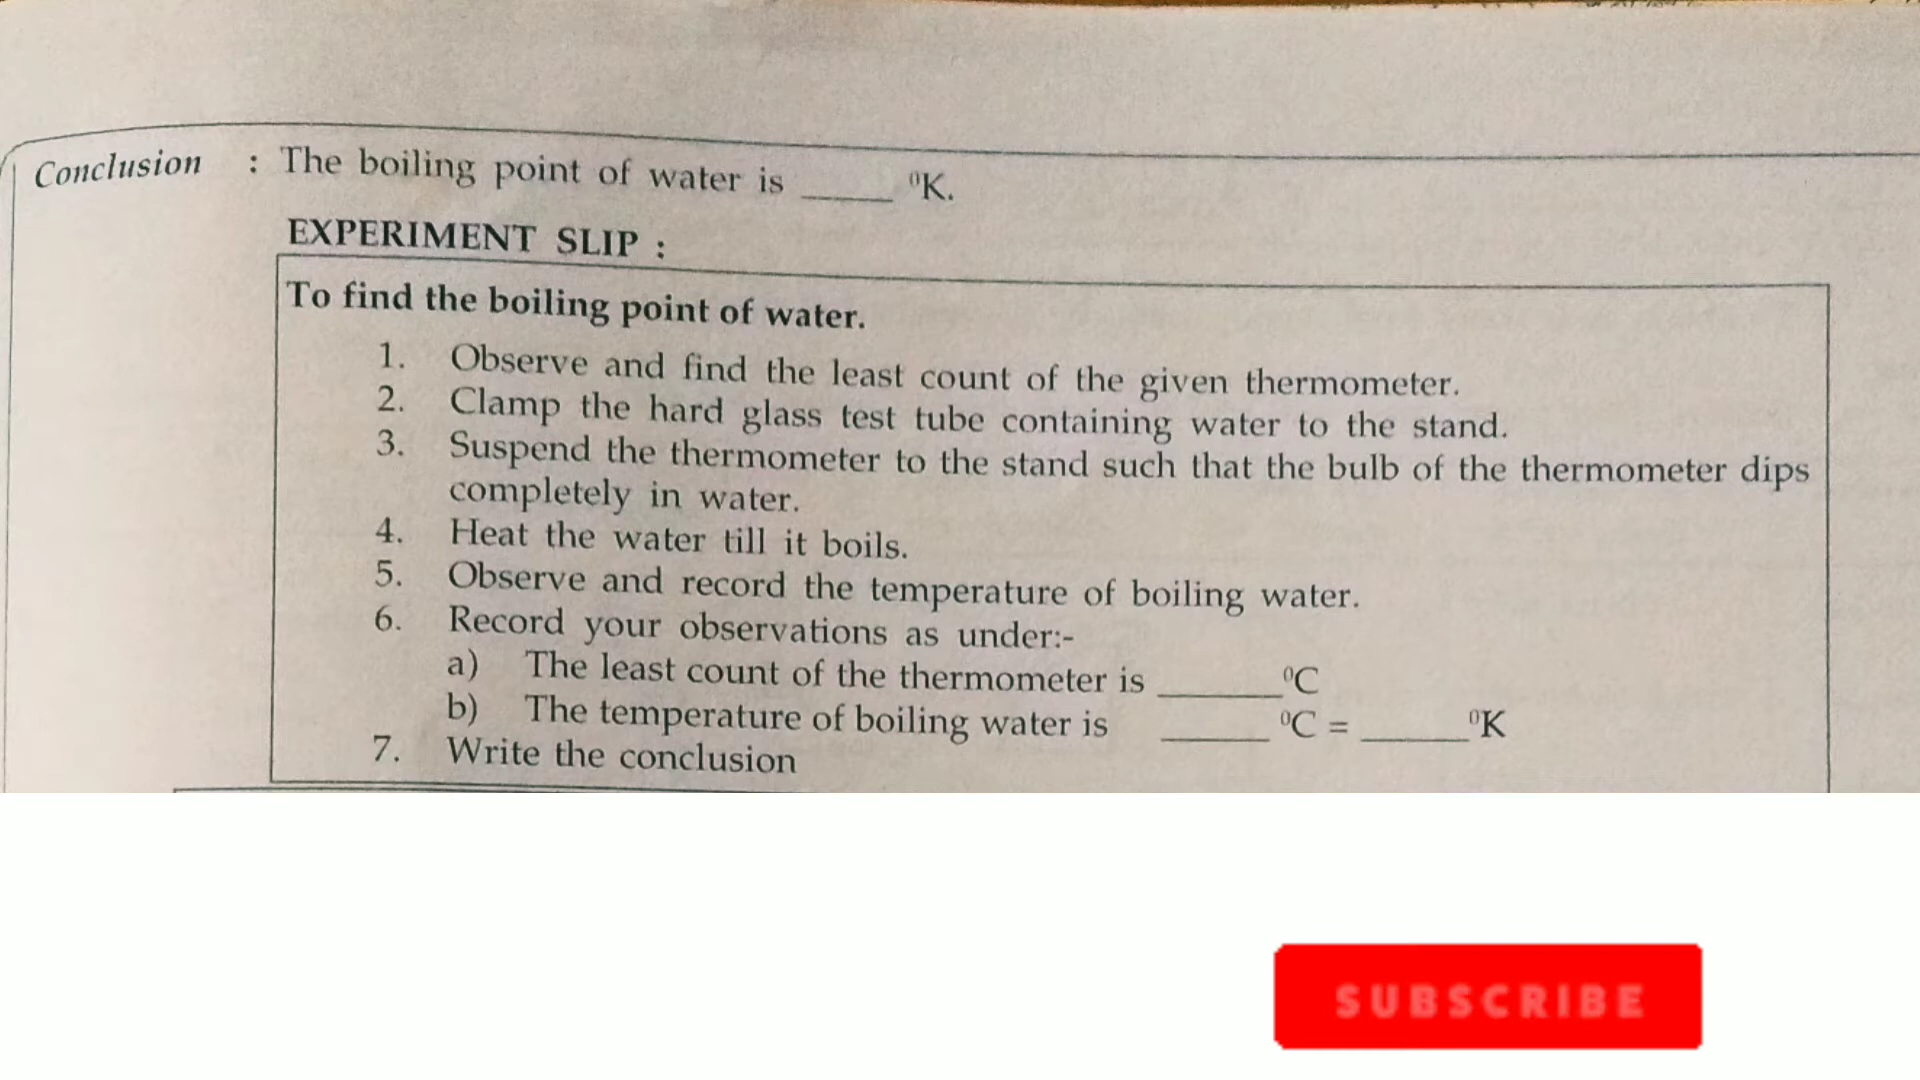 Conclusion : The boiling point of water is _____ ⁰K.
EXPERIMENT SLIP :
To find the boiling point of water.
1. Observe and find the least count of the given thermometer.
2. Clamp the hard glass test tube containing water to the stand.
3. Suspend the thermometer to the stand such that the bulb of the thermometer dips
completely in water.
4. Heat the water till it boils.
5. Observe and record the temperature of boiling water.
6. Record your observations as under:-
a) The least count of the thermometer is _______⁰C
b) The temperature of boiling water is ______ ⁰C = ______⁰K
7. Write the conclusion
SUBSCRIBE